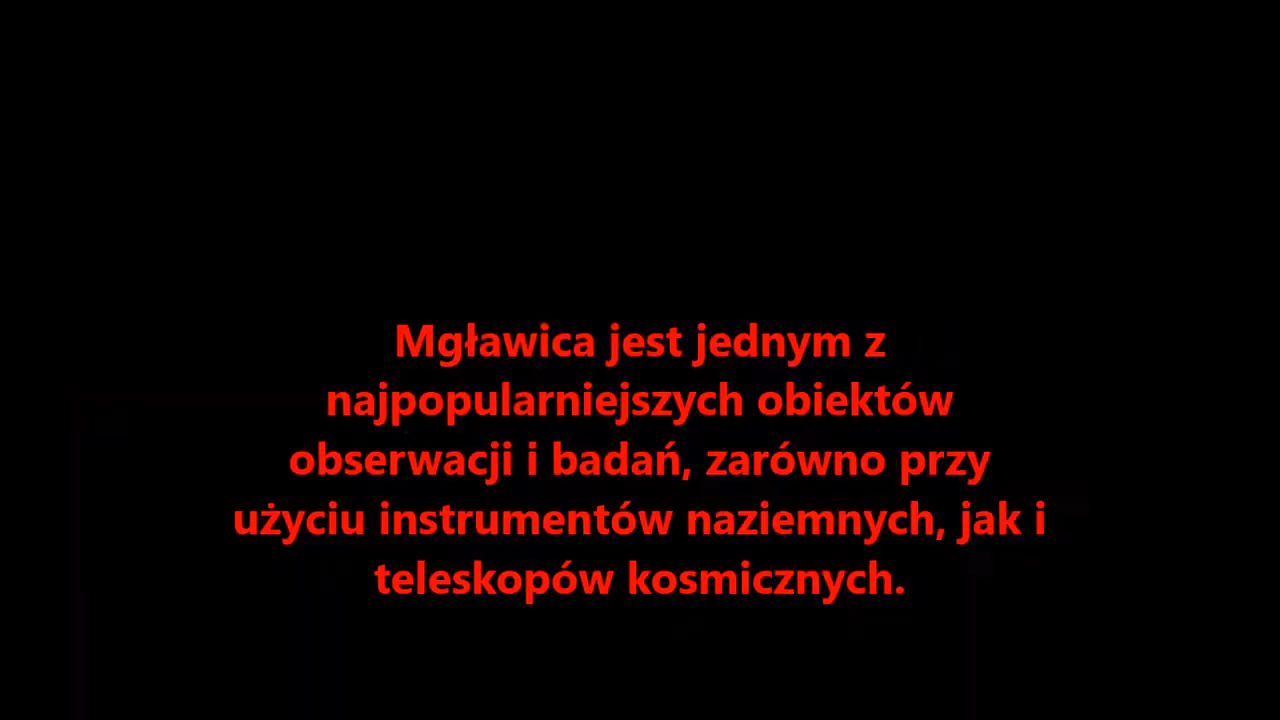 Mgławica jest jednym z
najpopularniejszych obiektów
obserwacji i badań, zarówno przy
użyciu instrumentów naziemnych, jak i
teleskopów kosmicznych.